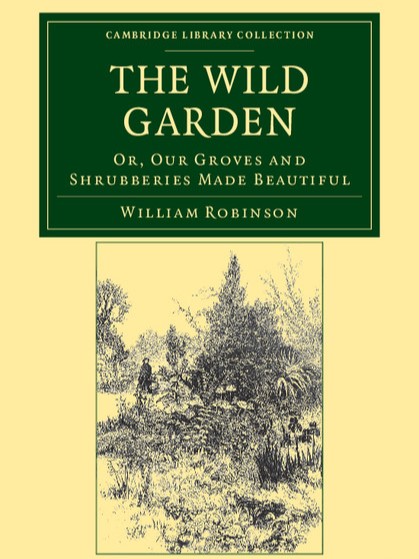 CAMBRIDGE LIBRARY COLLECTION
THE WILD
GARDEN
OR, OUR GROVES AND
SHRUBBERIES MADE BEAUTIFUL
WILLIAM ROBINSON